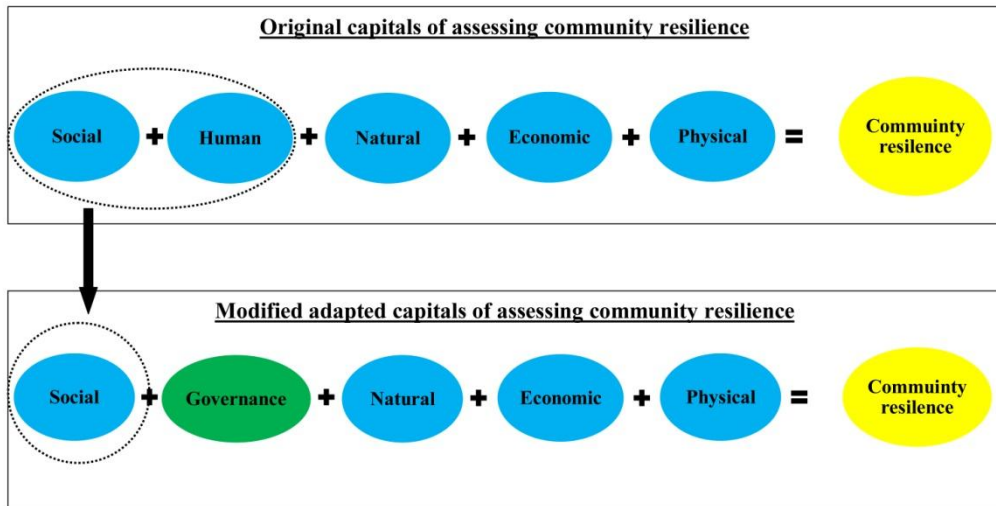 Original capitals of assessing community resilience
Social + Human + Natural + Economic + Physical = Commuinty
resilence
Modified adapted capitals of assessing community resilience
Social + Governance + Natural + Economic + Physical = Commuinty
resilence